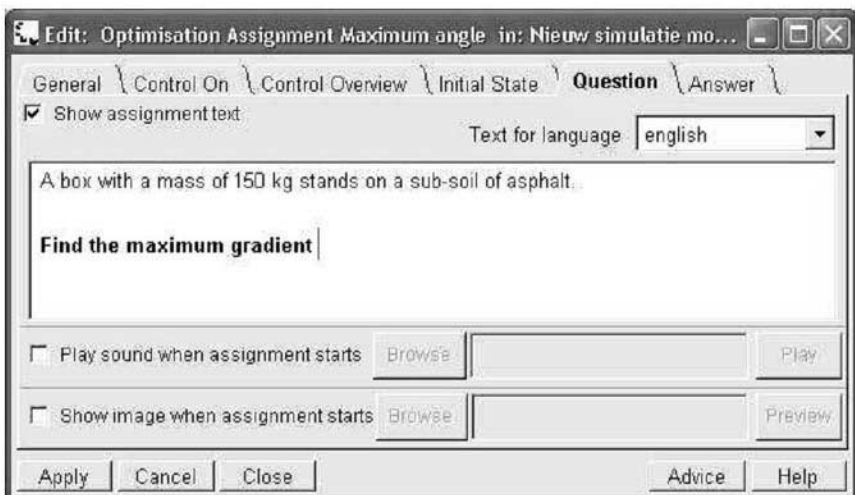 Edit: Optimisation Assignment Maximum angle in: Nieuw simulatie mo...
General Control On Control Overview Initial State Question Answer
Show assignment text
Text for language english
A box with a mass of 150 kg stands on a sub-soil of asphalt.
Find the maximum gradient
Play sound when assignment starts Browse Play
Show image when assignment starts Browse Preview
Apply Cancel Close Advice Help